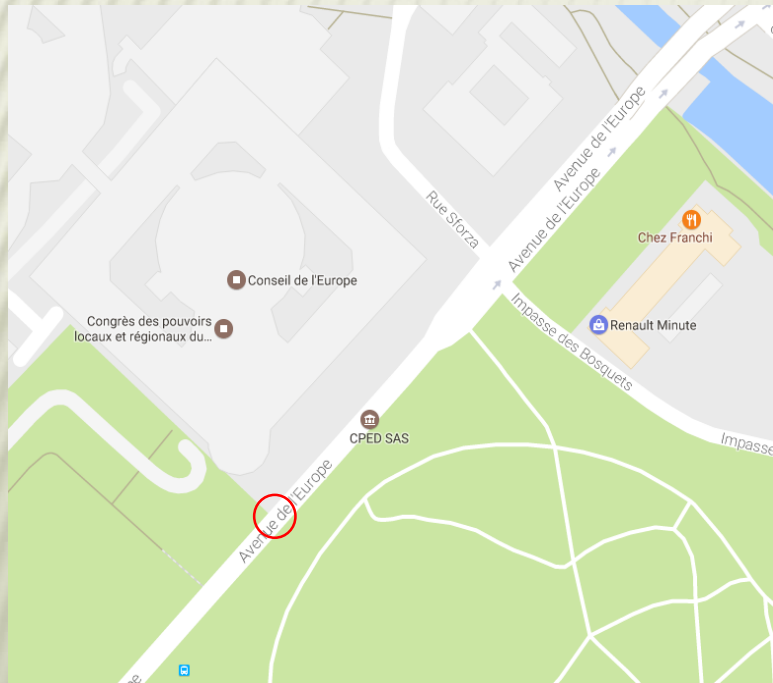 Avenue de l'Europe
Avenue de l'Europe
Rue Sforza
Chez Franchi
Conseil de l'Europe
Impasse des Bosquets
Renault Minute
Congrès des pouvoirs
locaux et régionaux du...
CPED SAS
Impasse
Avenue de l'Europe